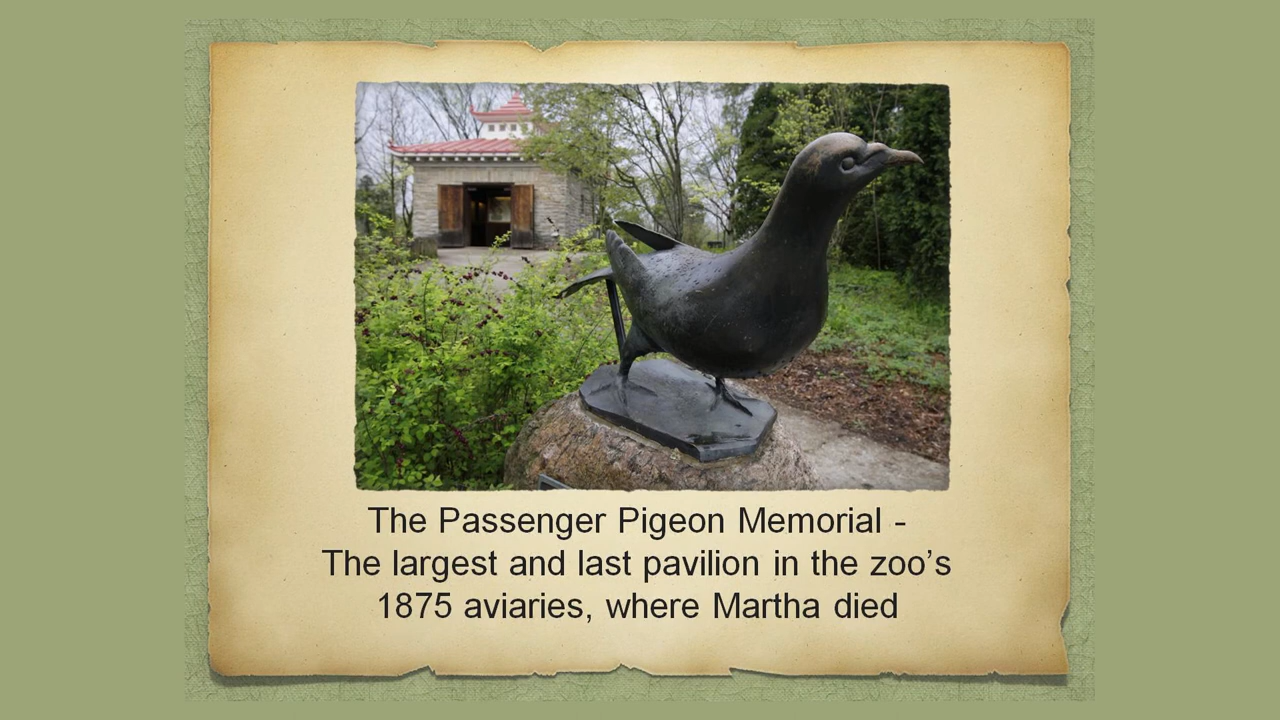 The Passenger Pigeon Memorial -
The largest and last pavilion in the zoo’s
1875 aviaries, where Martha died